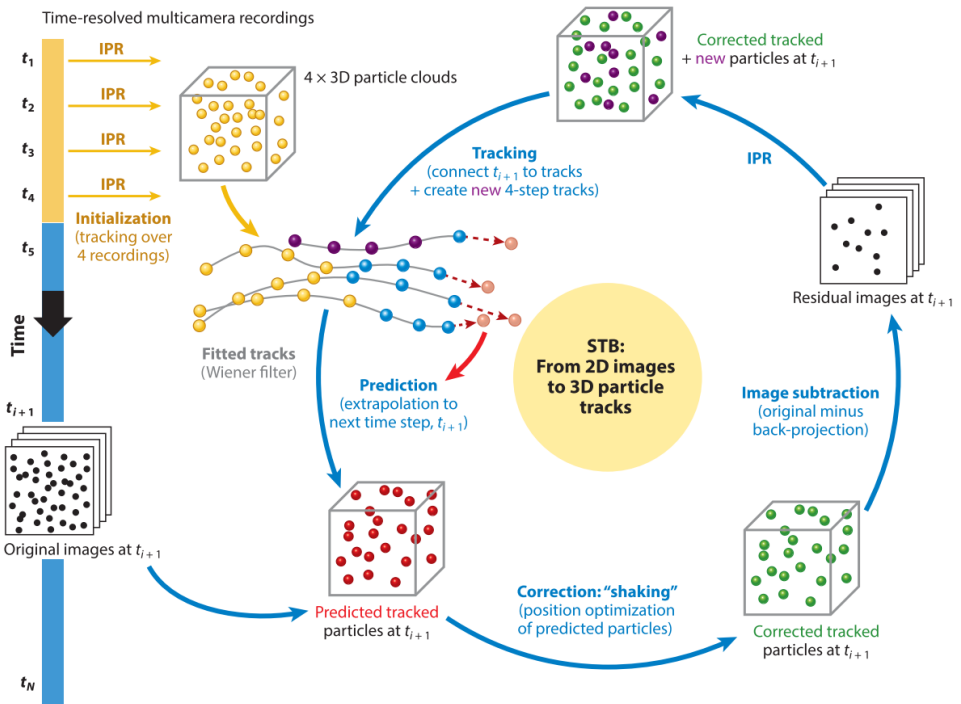 Time-resolved multicamera recordings
t1
IPR
t2
IPR
t3
IPR
t4
IPR
4 × 3D particle clouds
Initialization
(tracking over
4 recordings)
t5
Time
ti+1
Original images at ti+1
tN
Fitted tracks
(Wiener filter)
Tracking
(connect ti+1 to tracks
+ create new 4-step tracks)
Corrected tracked
+ new particles at ti+1
IPR
Residual images at ti+1
STB:
From 2D images
to 3D particle
tracks
Prediction
(extrapolation to
next time step, ti+1)
Image subtraction
(original minus
back-projection)
Predicted tracked
particles at ti+1
Correction: “shaking”
(position optimization
of predicted particles)
Corrected tracked
particles at ti+1